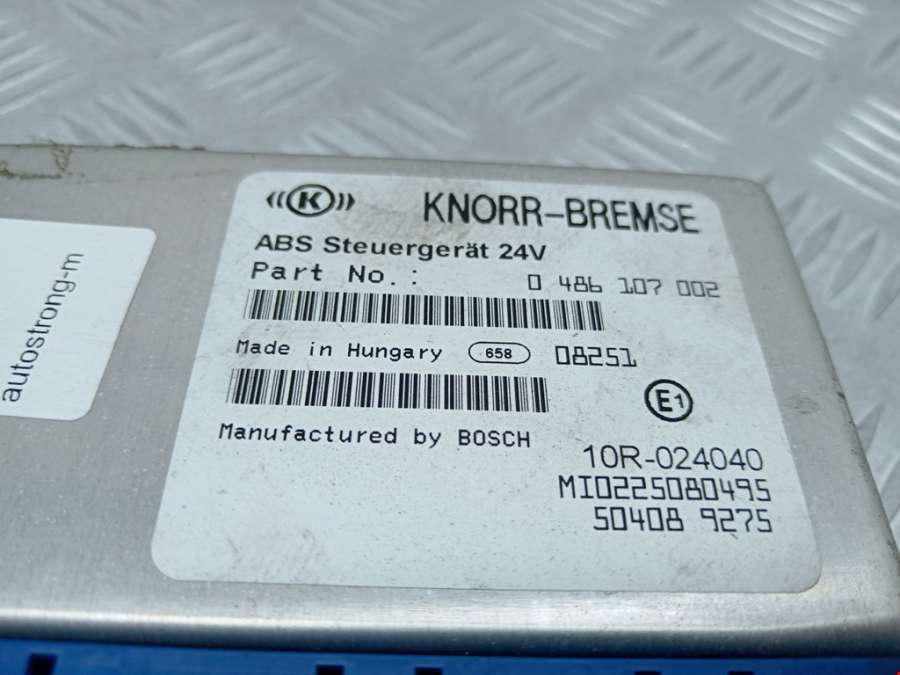 K KNORR-BREMSE
ABS Steuergerät 24V
Part No.: 0 486 107 002
Made in Hungary 658 08251
E1
Manufactured by BOSCH
10R-024040
MI0225080495
50408 9275
autostrong-m